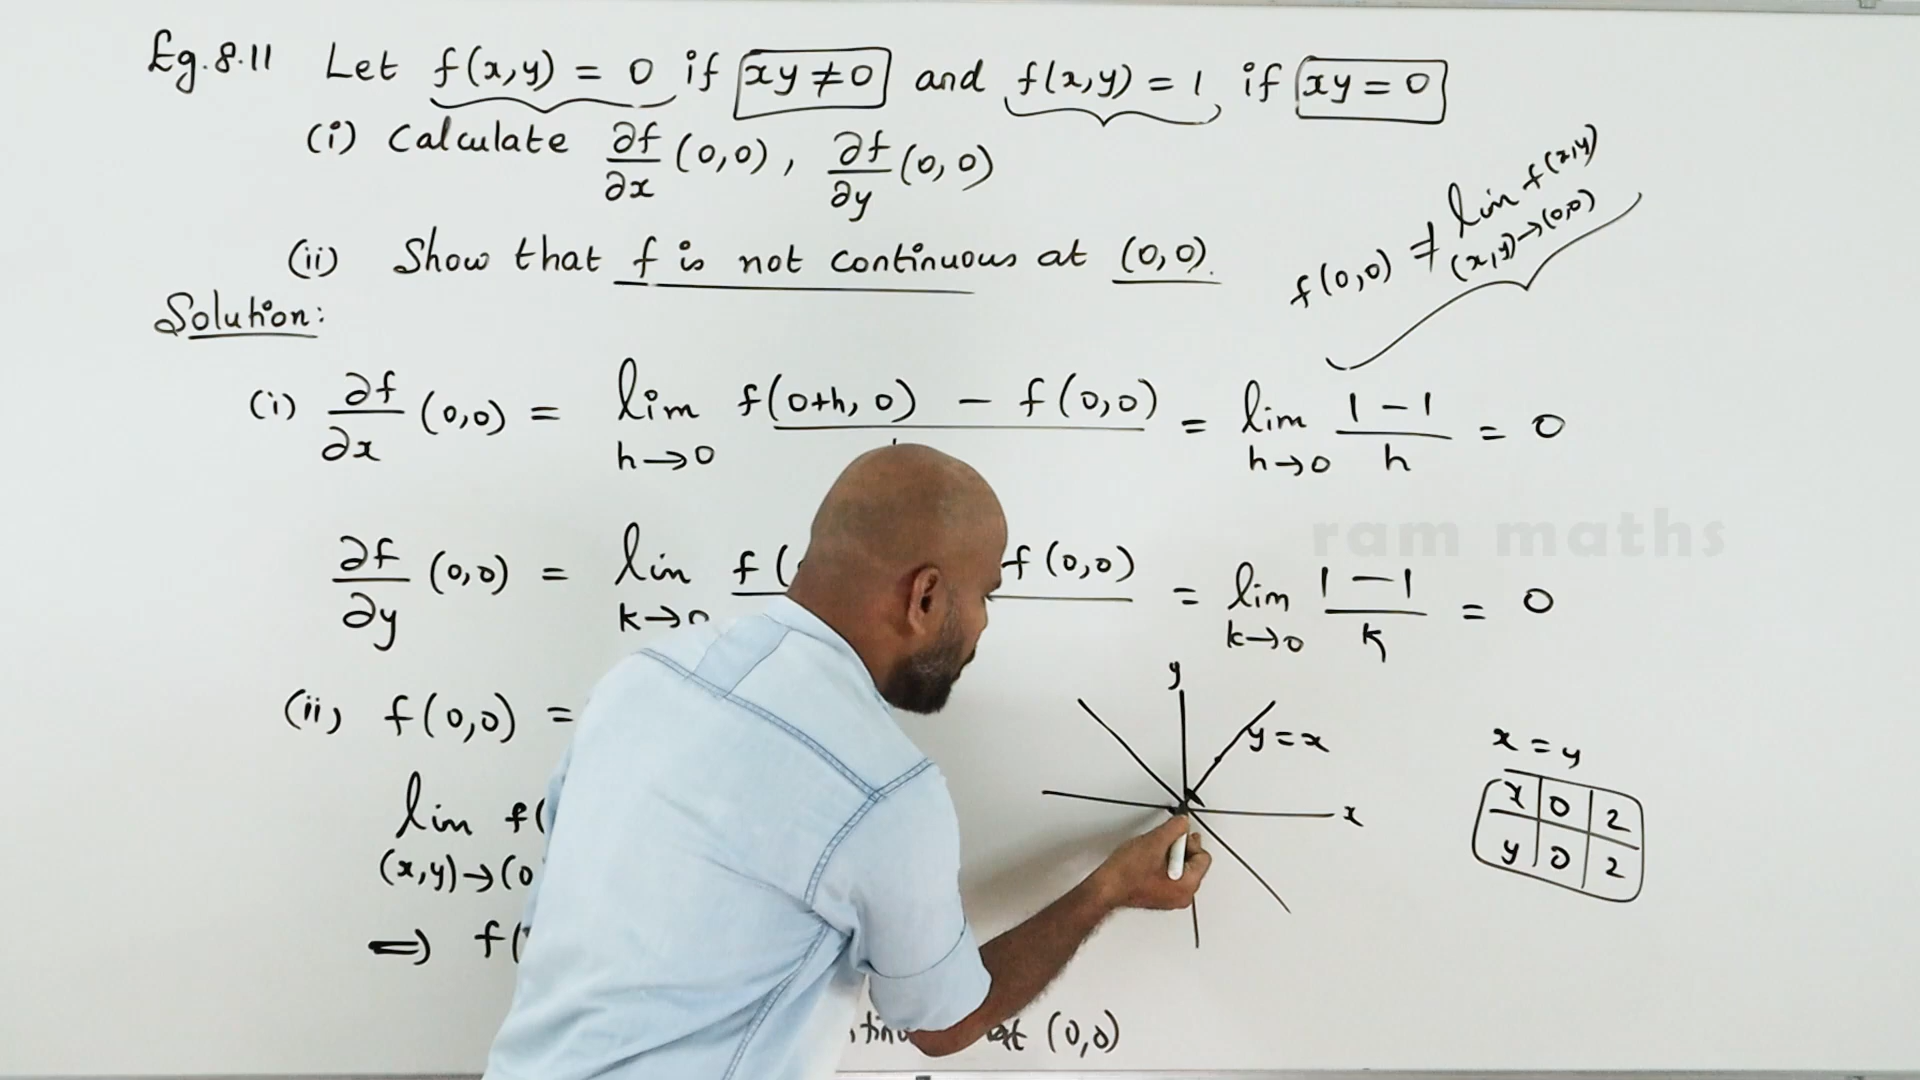 Eg.8.11 Let f(x,y) = 0 if xy≠0 and f(x,y) = 1 if xy = 0
(i) Calculate ∂f/∂x (0,0), ∂f/∂y (0,0)
(ii) Show that f is not continuous at (0,0).
f(0,0) ≠ lim f(x,y)
(x,y)→(0,0)
Solution:
(i) ∂f/∂x (0,0) = lim h→0 f(0+h, 0) − f(0,0) = lim h→0 1−1/h = 0
ram maths
∂f/∂y (0,0) = lim f( f(0,0) = lim k→0 1−1/k = 0
(ii) f(0,0) =
lim f(
(x,y)→(0
⇒ f(
at (0,0)
y
y=x
x
x = y
x 0 2
y 0 2